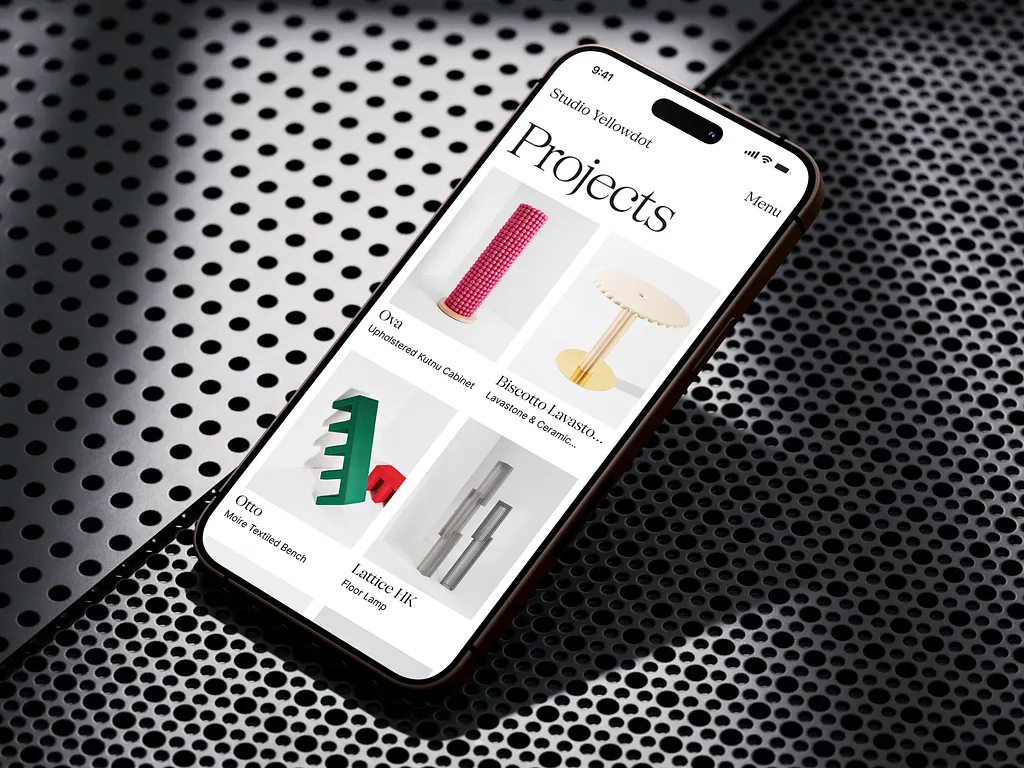 9:41
Studio Yellowdot
Menu
Projects
Ova
Upholstered Kutnu Cabinet
Biscotto Lavasto...
Lavastone & Ceramic...
Otto
Moire Textiled Bench
Lattice HK
Floor Lamp